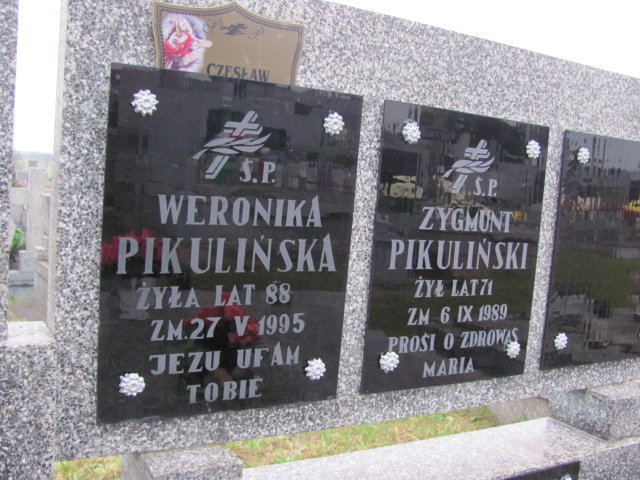 Ś P
CZESŁAW
Ś.P.
WERONIKA
PIKULIŃSKA
ŻYŁA LAT 88
ZM. 27 V 1995
JEZU UFAM
TOBIE
Ś.P.
ZYGMUNT
PIKULIŃSKI
ŻYŁ LAT 71
ZM 6 IX 1989
PROSI O ZDROWAŚ
MARIA